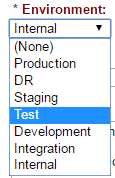 * Environment:
Internal
(None)
Production
DR
Staging
Test
Development
Integration
Internal